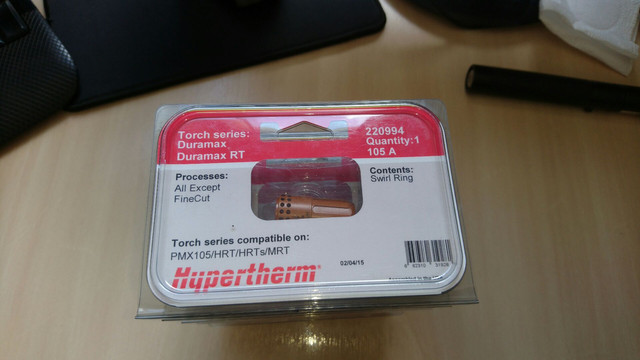 Torch series:
Duramax
Duramax RT
220994
Quantity:1
105 A
Processes:
All Except
FineCut
Contents:
Swirl Ring
Torch series compatible on:
PMX105/HRT/HRTs/MRT
02/04/15
Hypertherm